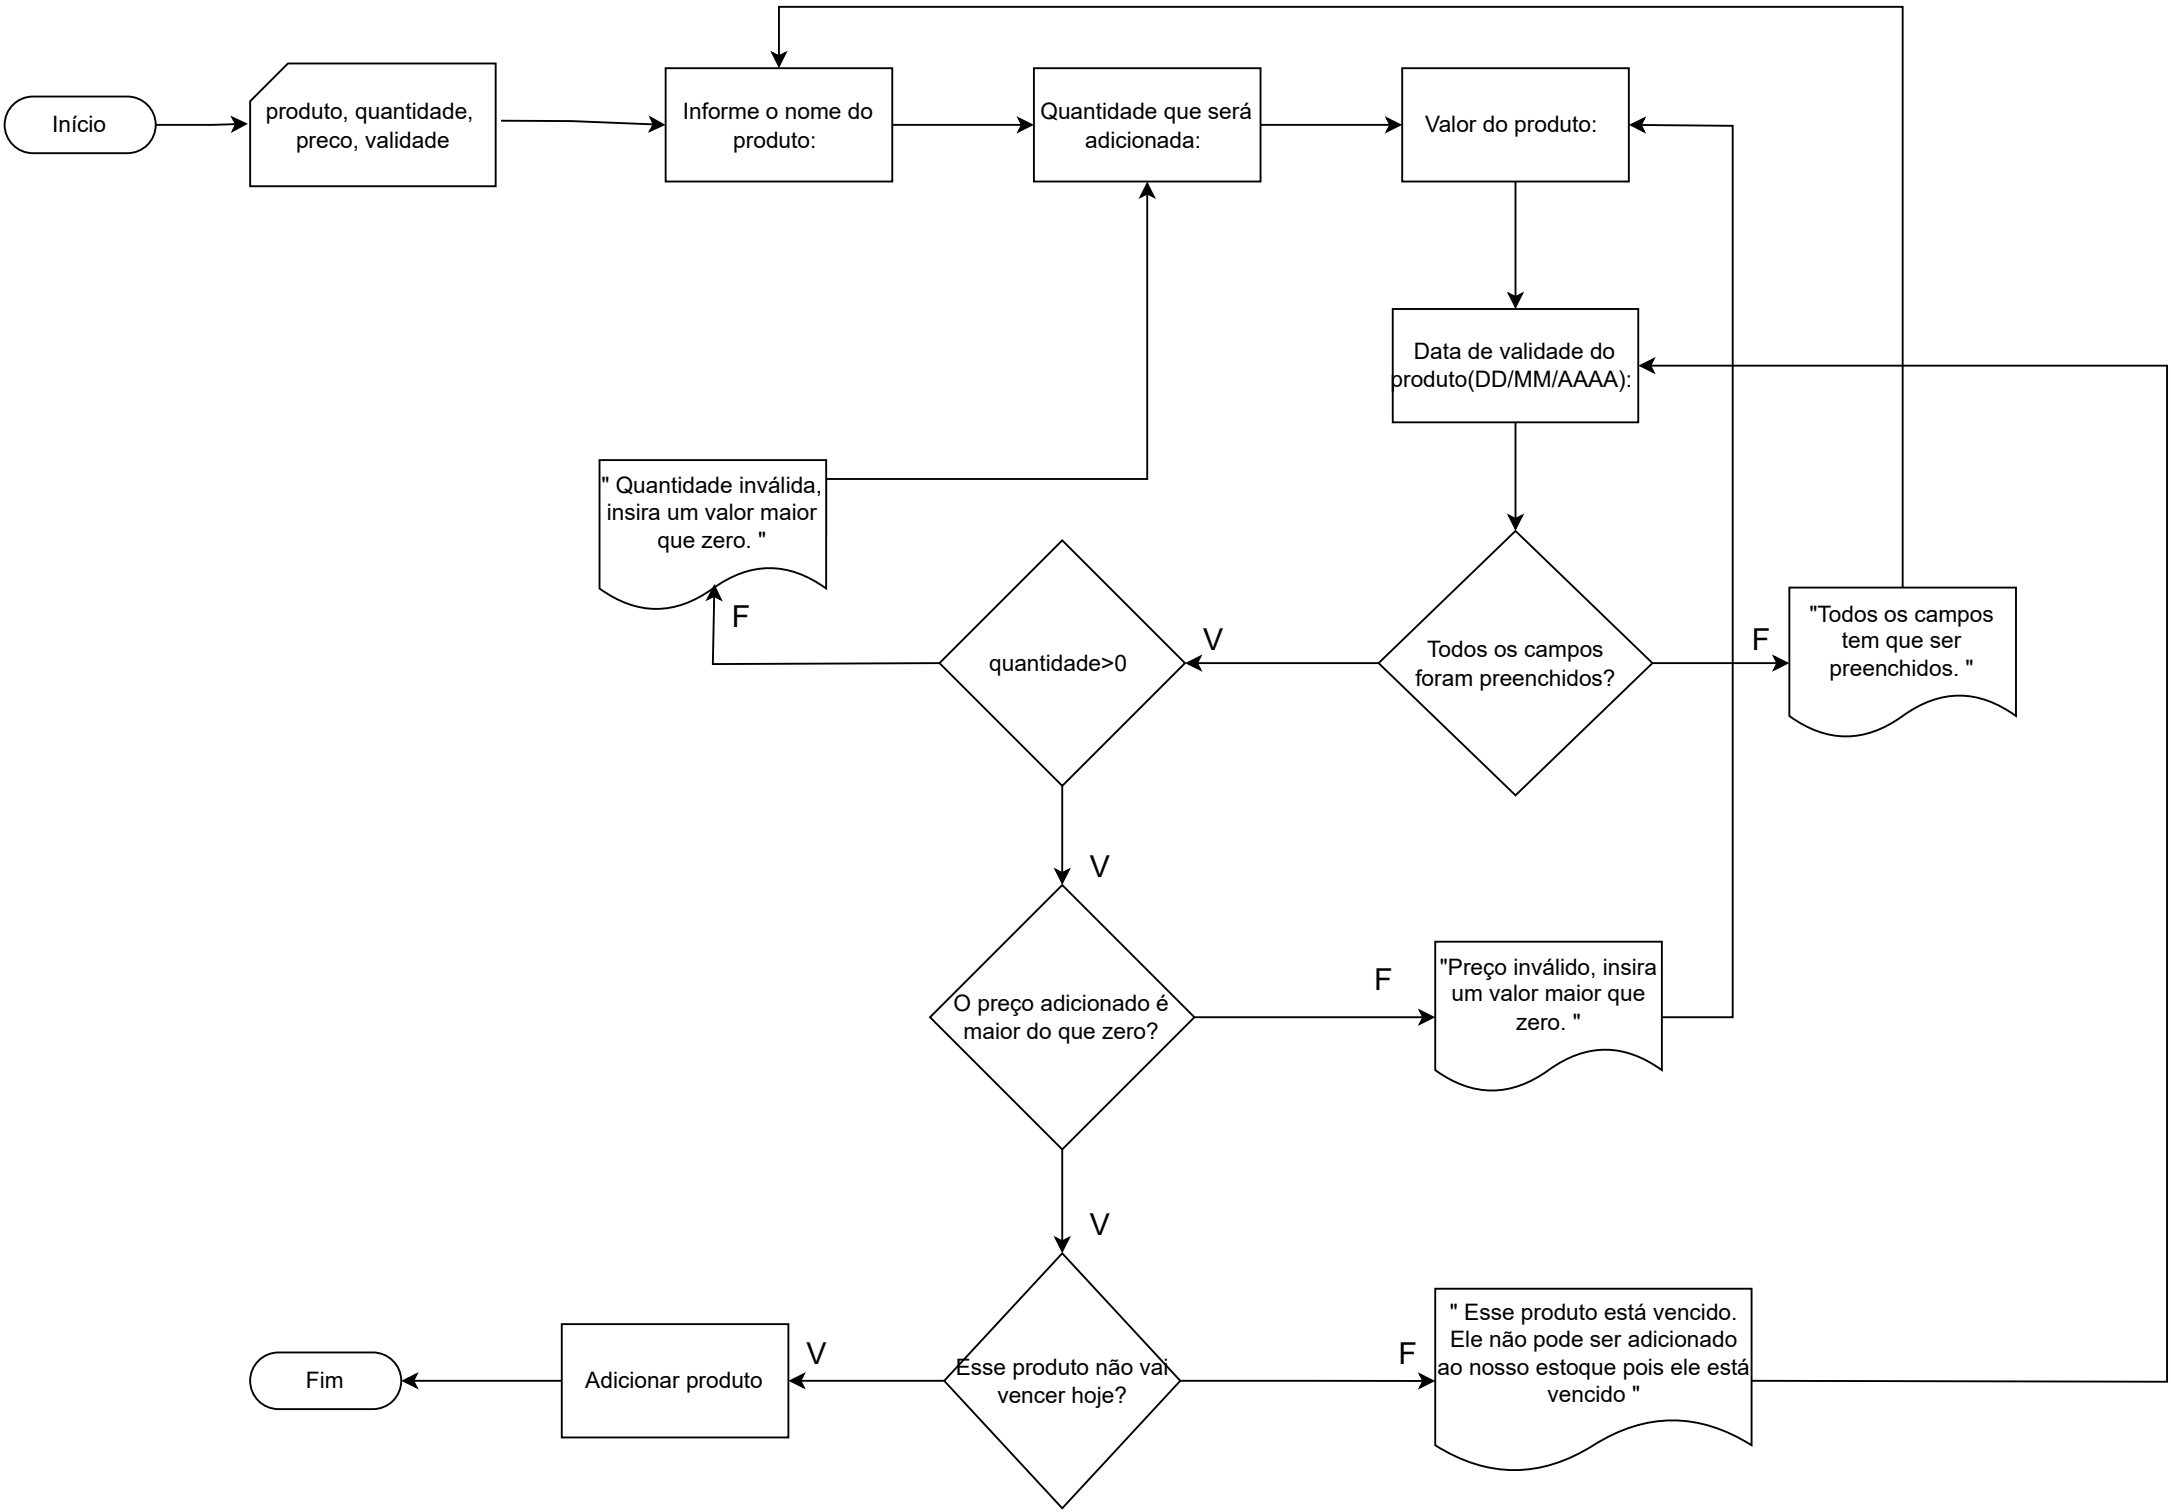 Início
produto, quantidade,
preco, validade
Informe o nome do
produto:
Quantidade que será
adicionada:
Valor do produto:
Data de validade do
produto(DD/MM/AAAA):
" Quantidade inválida,
insira um valor maior
que zero. "
F
quantidade>0
V
Todos os campos
foram preenchidos?
F
"Todos os campos
tem que ser
preenchidos. "
V
O preço adicionado é
maior do que zero?
F
"Preço inválido, insira
um valor maior que
zero. "
V
Fim
Adicionar produto
V
Esse produto não vai
vencer hoje?
F
" Esse produto está vencido.
Ele não pode ser adicionado
ao nosso estoque pois ele está
vencido "